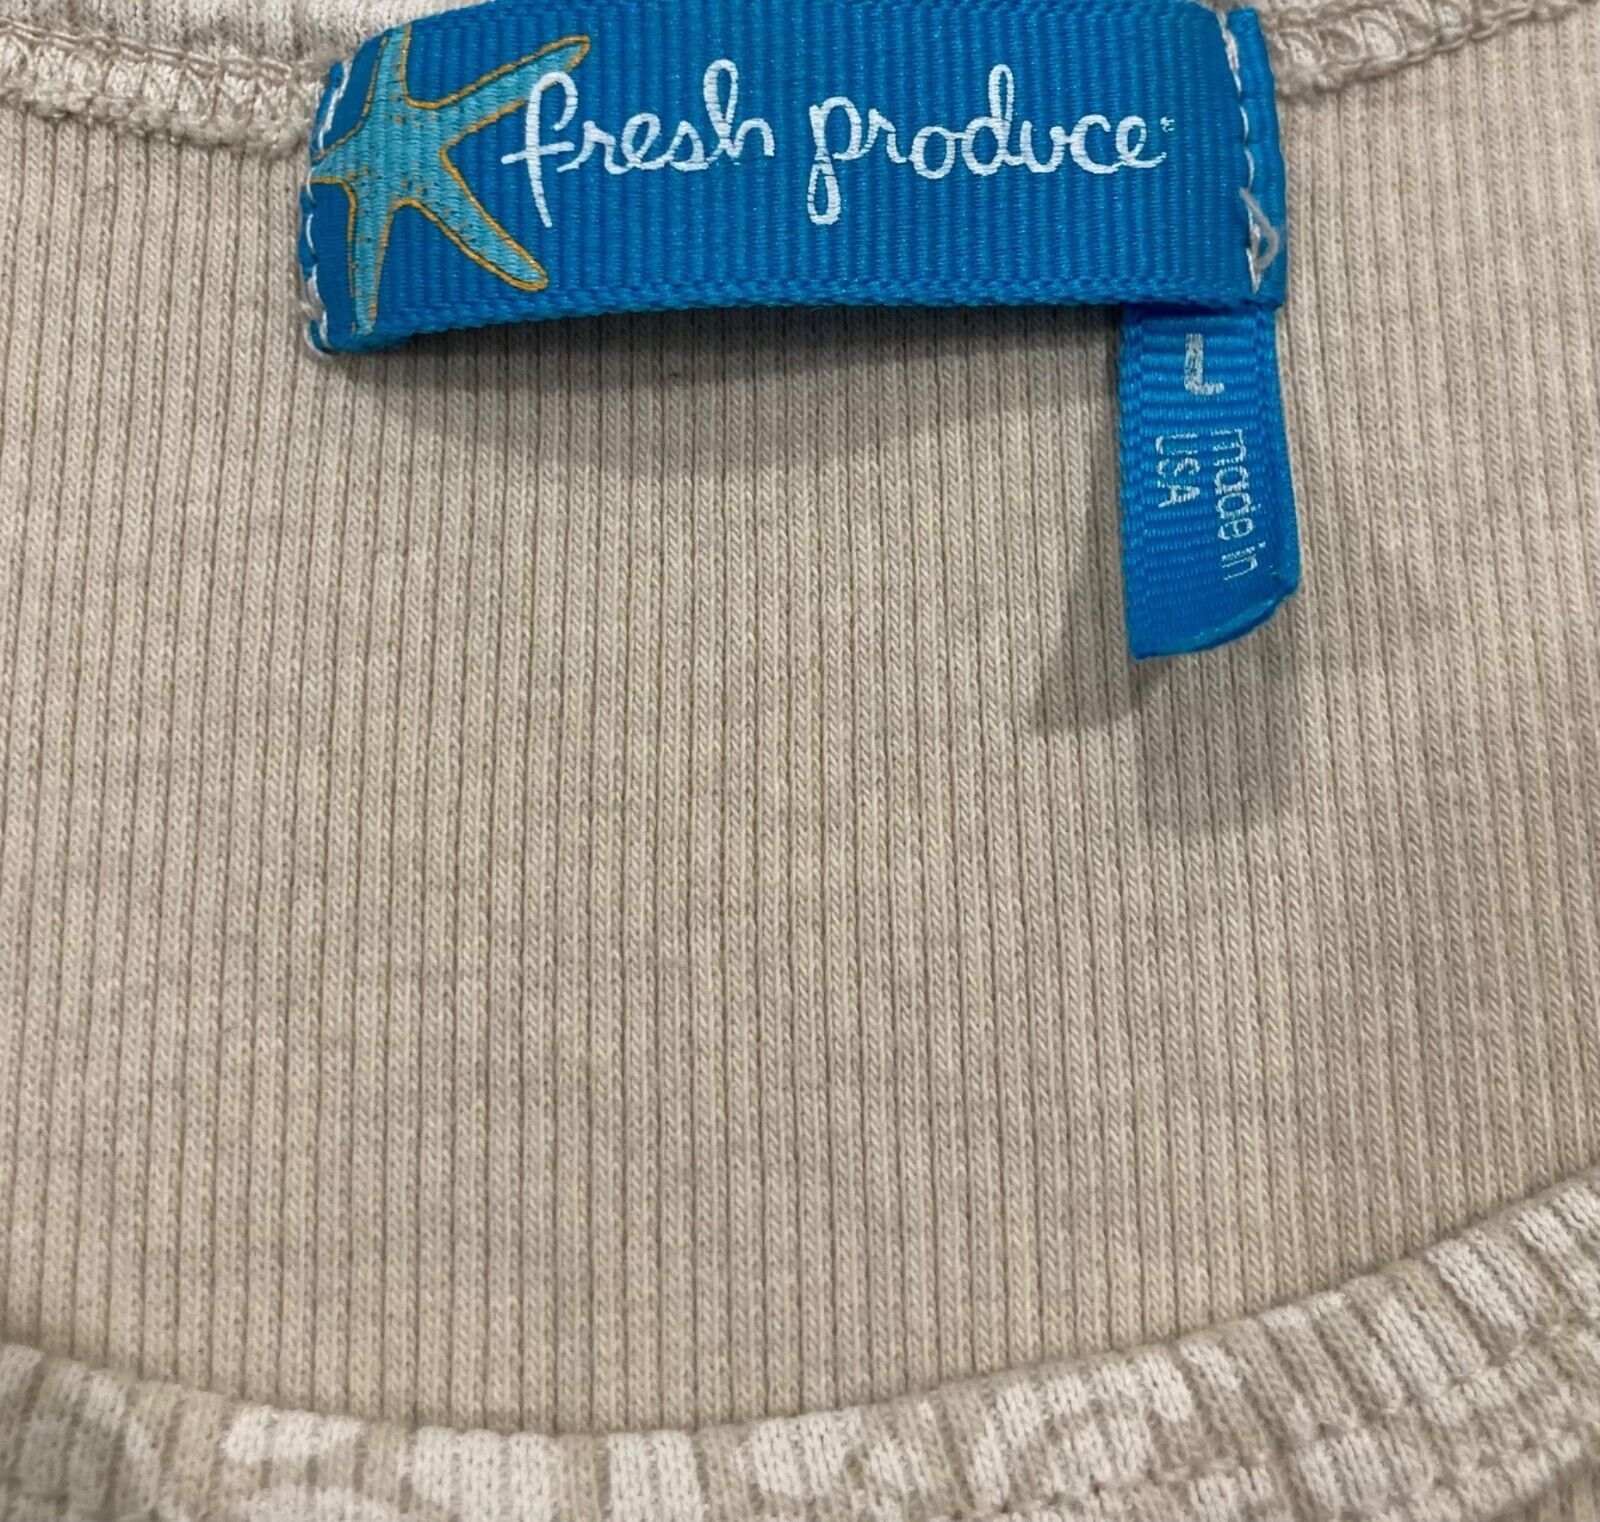 fresh produce
L
made in
USA